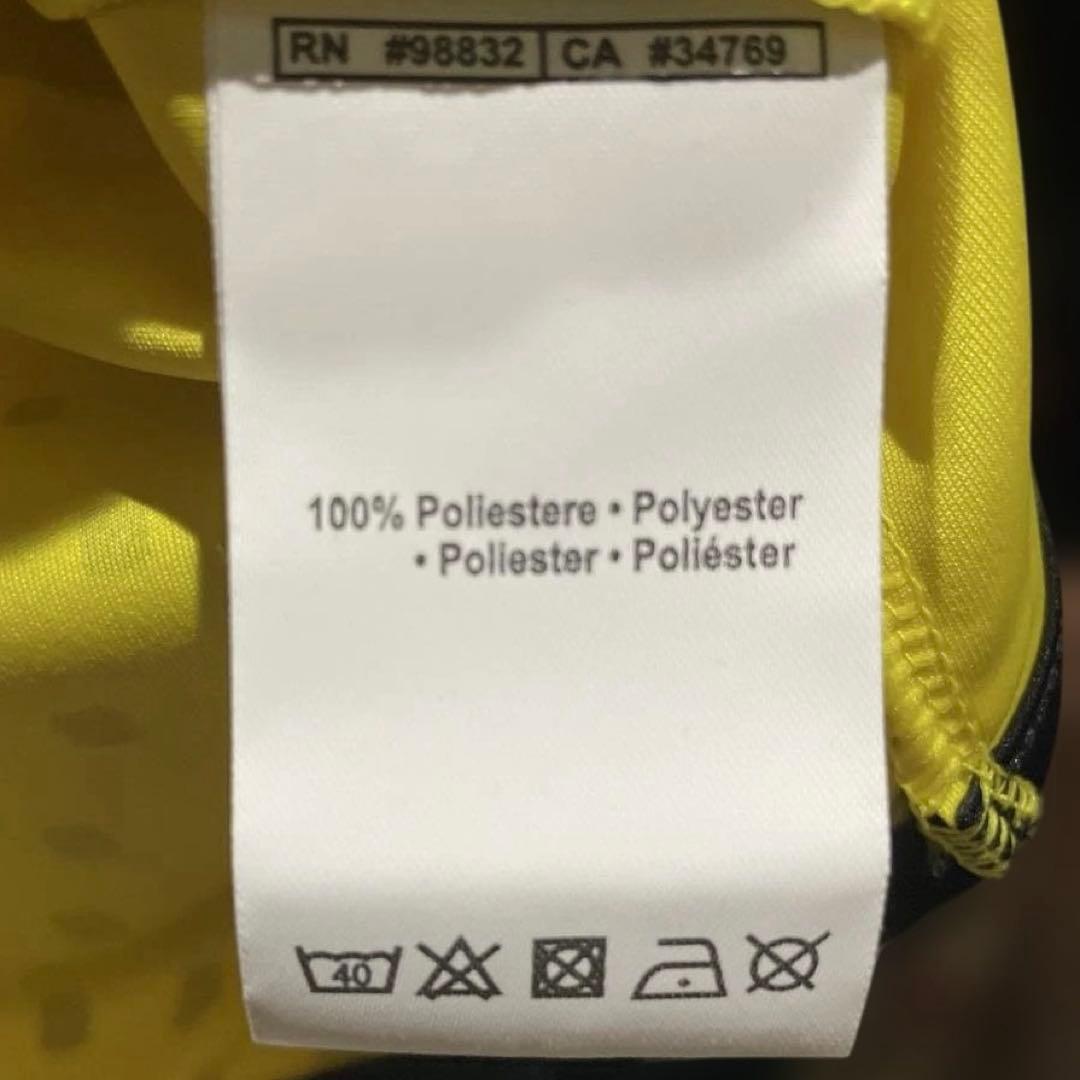 RN #98832 CA #34769
100% Poliestere • Polyester
• Poliester • Poliéster
40